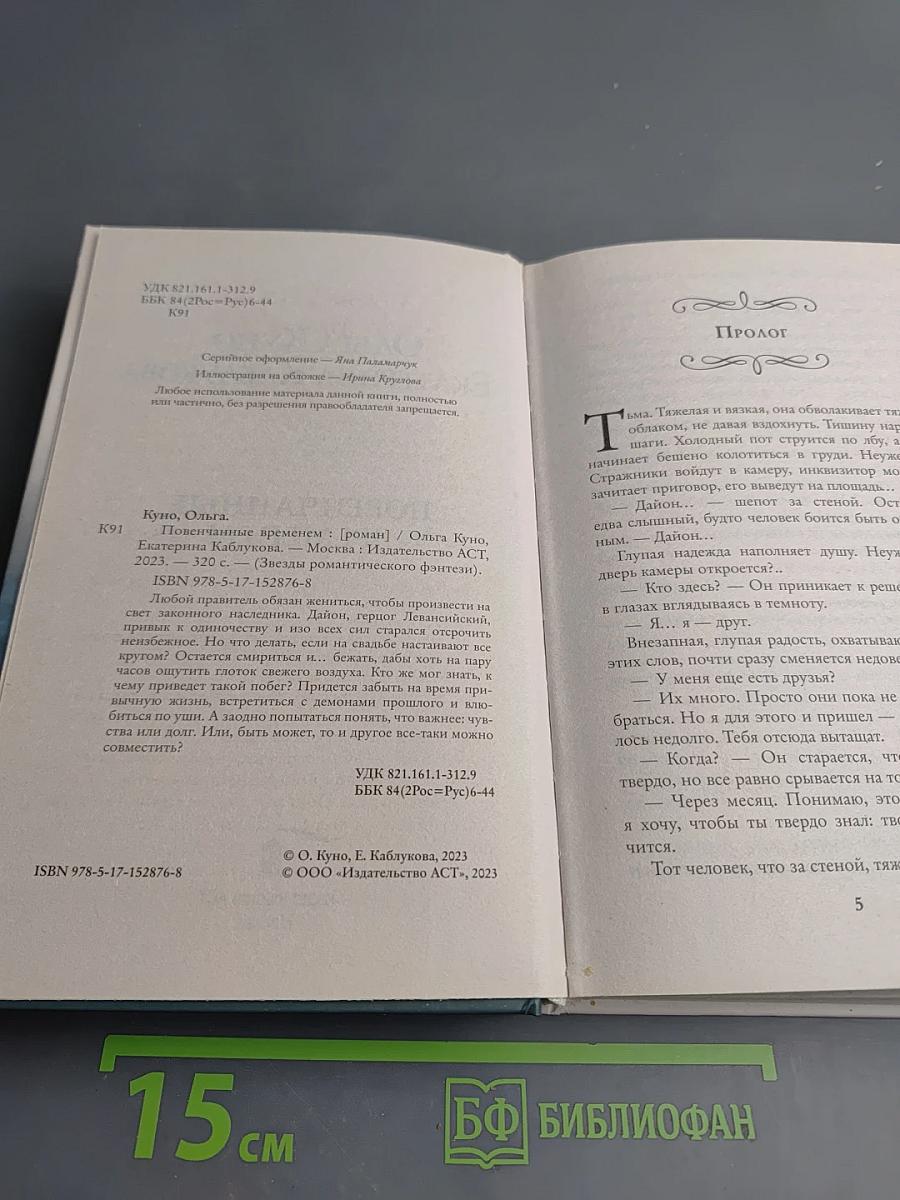 УДК 821.161.1-312.9
ББК 84(2Рос=Рус)6-44
К91
Серийное оформление — Яна Паламарчук
Иллюстрация на обложке — Ирина Круглова
Любое использование материала данной книги, полностью
или частично, без разрешения правообладателя запрещается.
Куно, Ольга.
К91 Повенчанные временем : [роман] / Ольга Куно,
Екатерина Каблукова. — Москва : Издательство АСТ,
2023. — 320 с. — (Звезды романтического фэнтези).
ISBN 978-5-17-152876-8
Любой правитель обязан жениться, чтобы произвести на
свет законного наследника. Дайон, герцог Левансийский,
привык к одиночеству и изо всех сил старался отсрочить
неизбежное. Но что делать, если на свадьбе настаивают все
кругом? Остается смириться и... бежать, дабы хоть на пару
часов ощутить глоток свежего воздуха. Кто же мог знать, к
чему приведет такой побег? Придется забыть на время при-
вычную жизнь, встретиться с демонами прошлого и влю-
биться по уши. А заодно попытаться понять, что важнее: чув-
ства или долг. Или, быть может, то и другое все-таки можно
совместить?
УДК 821.161.1-312.9
ББК 84(2Рос=Рус)6-44
ISBN 978-5-17-152876-8
© О. Куно, Е. Каблукова, 2023
© ООО «Издательство АСТ», 2023
Пролог
Тьма. Тяжелая и вязкая, она обволакивает
облаком, не давая вздохнуть. Тишину
шаги. Холодный пот струится по лбу, а
начинает бешено колотиться в груди.
Стражники войдут в камеру, инквизитор
зачитает приговор, его выведут на площадь...
— Дайон... — шепот за стеной.
едва слышный, будто человек боится быть
ным. — Дайон...
Глупая надежда наполняет душу.
дверь камеры откроется?..
— Кто здесь? — Он приникает к
в глазах вглядываясь в темноту.
— Я... я — друг.
Внезапная, глупая радость,
этих слов, почти сразу сменяется
— У меня еще есть друзья?
— Их много. Просто они пока не
браться. Но я для этого и пришел —
лось недолго. Тебя отсюда вытащат.
— Когда? — Он старается,
твердо, но все равно срывается на
— Через месяц. Понимаю, это
я хочу, чтобы ты твердо знал:
чится.
Тот человек, что за стеной,
5
15 см
БФ БИБЛИОФАН